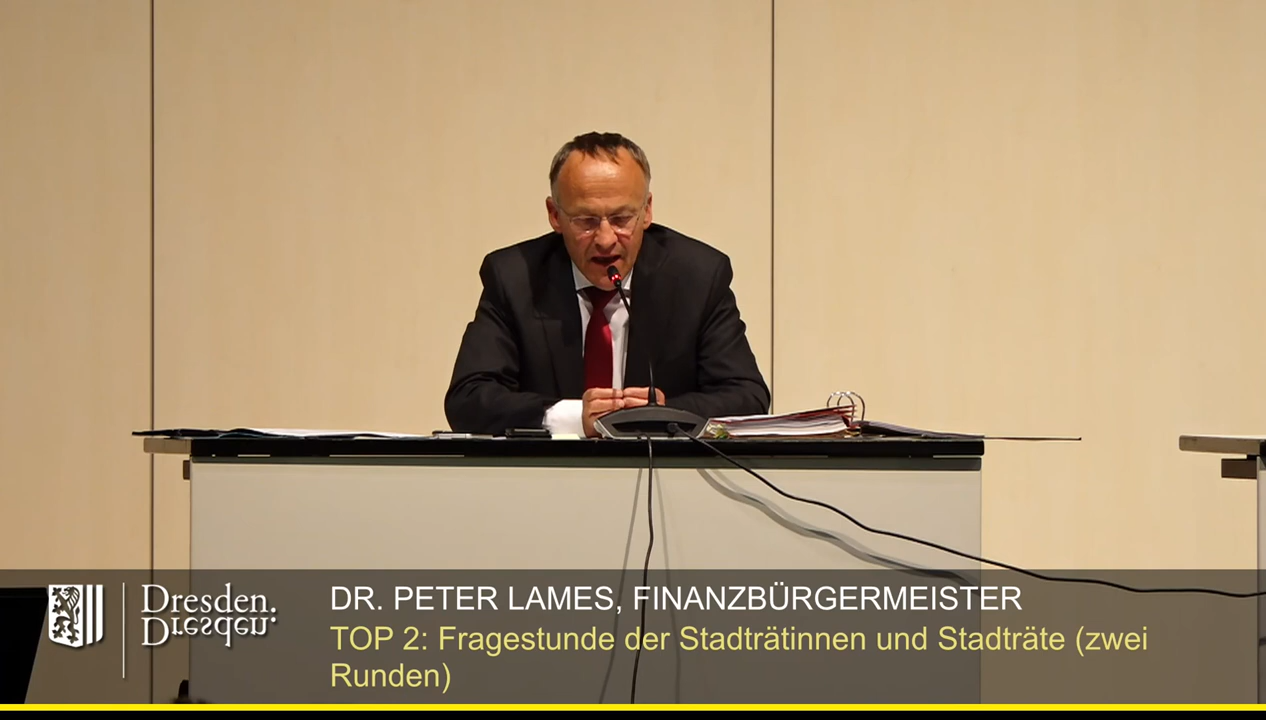 Dresden.
Dresden.
DR. PETER LAMES, FINANZBÜRGERMEISTER
TOP 2: Fragestunde der Stadträtinnen und Stadträte (zwei
Runden)